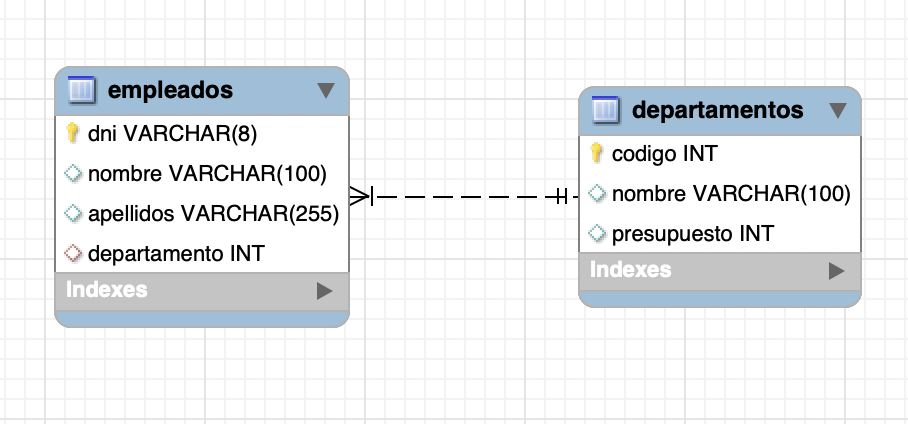 empleados
dni VARCHAR(8)
nombre VARCHAR(100)
apellidos VARCHAR(255)
departamento INT
Indexes
departamentos
codigo INT
nombre VARCHAR(100)
presupuesto INT
Indexes